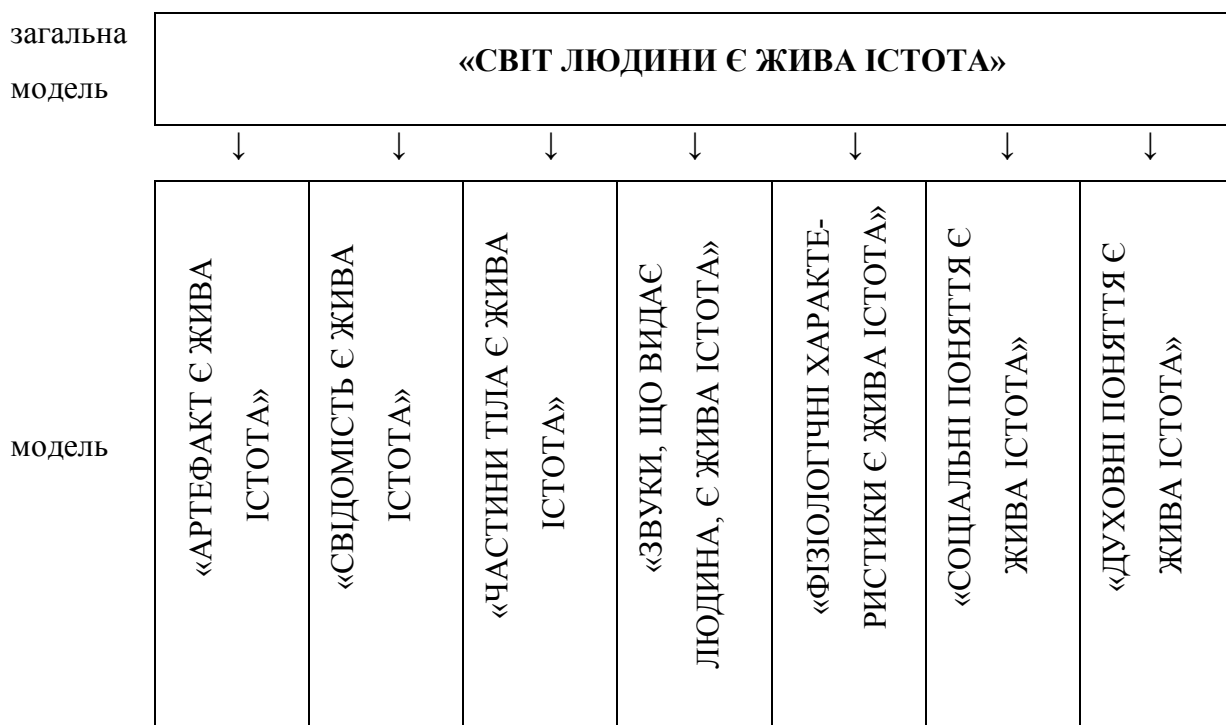 загальна
модель
«СВІТ ЛЮДИНИ Є ЖИВА ІСТОТА»
↓ ↓ ↓ ↓ ↓ ↓ ↓
модель
«АРТЕФАКТ Є ЖИВА
ІСТОТА»
«СВІДОМІСТЬ Є ЖИВА
ІСТОТА»
«ЧАСТИНИ ТІЛА Є ЖИВА
ІСТОТА»
«ЗВУКИ, ЩО ВИДАЄ
ЛЮДИНА, Є ЖИВА ІСТОТА»
«ФІЗІОЛОГІЧНІ ХАРАКТЕ-
РИСТИКИ Є ЖИВА ІСТОТА»
«СОЦІАЛЬНІ ПОНЯТТЯ Є
ЖИВА ІСТОТА»
«ДУХОВНІ ПОНЯТТЯ Є
ЖИВА ІСТОТА»